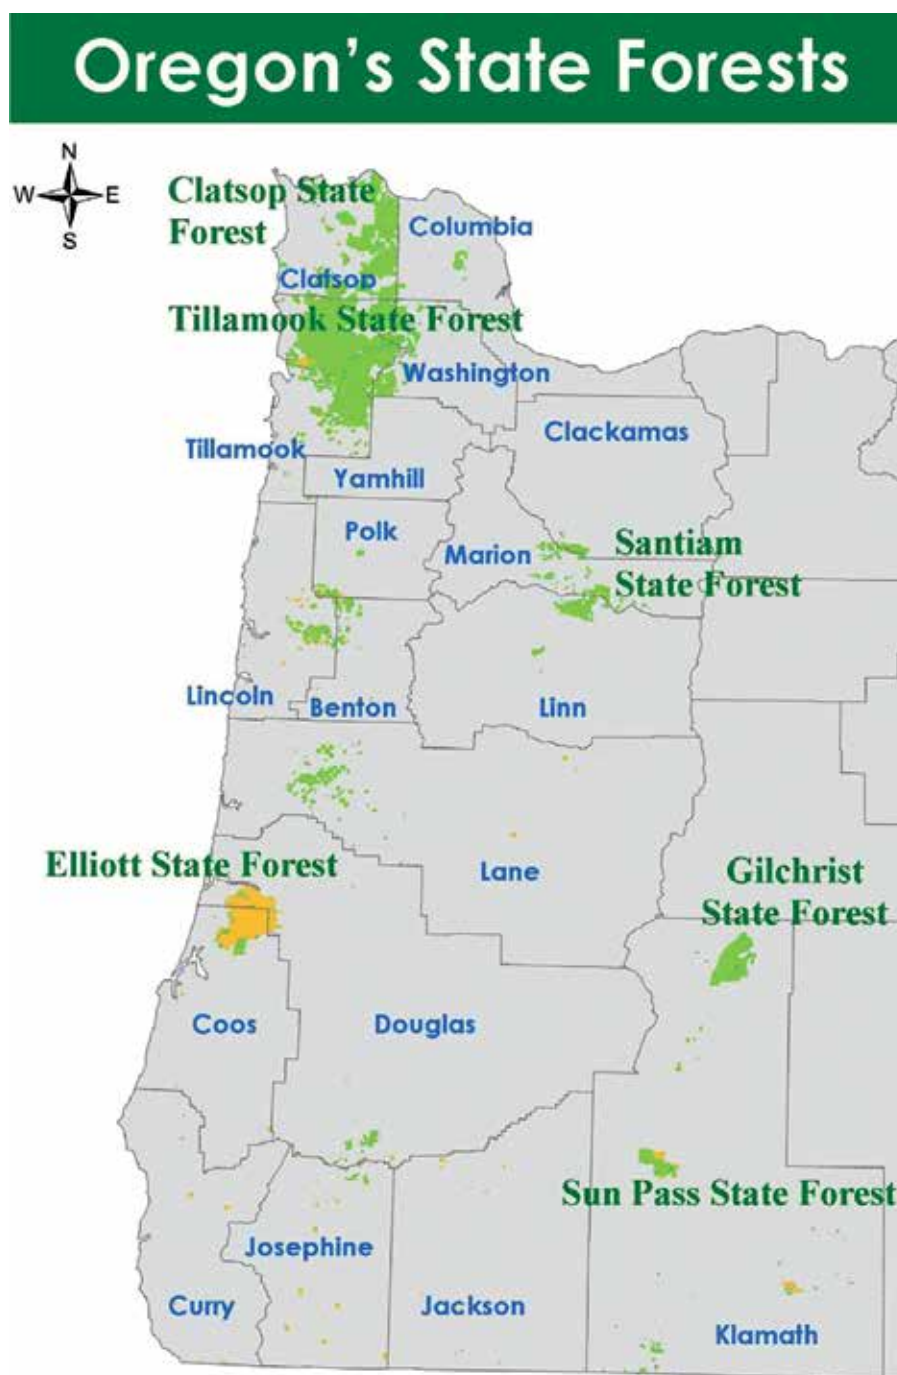 Oregon's State Forests
N
W E
S
Clatsop State
Forest
Columbia
Clatsop
Tillamook State Forest
Washington
Clackamas
Tillamook
Yamhill
Polk
Marion
Santiam
State Forest
Lincoln
Benton
Linn
Elliott State Forest
Lane
Gilchrist
State Forest
Coos
Douglas
Sun Pass State Forest
Josephine
Curry
Jackson
Klamath